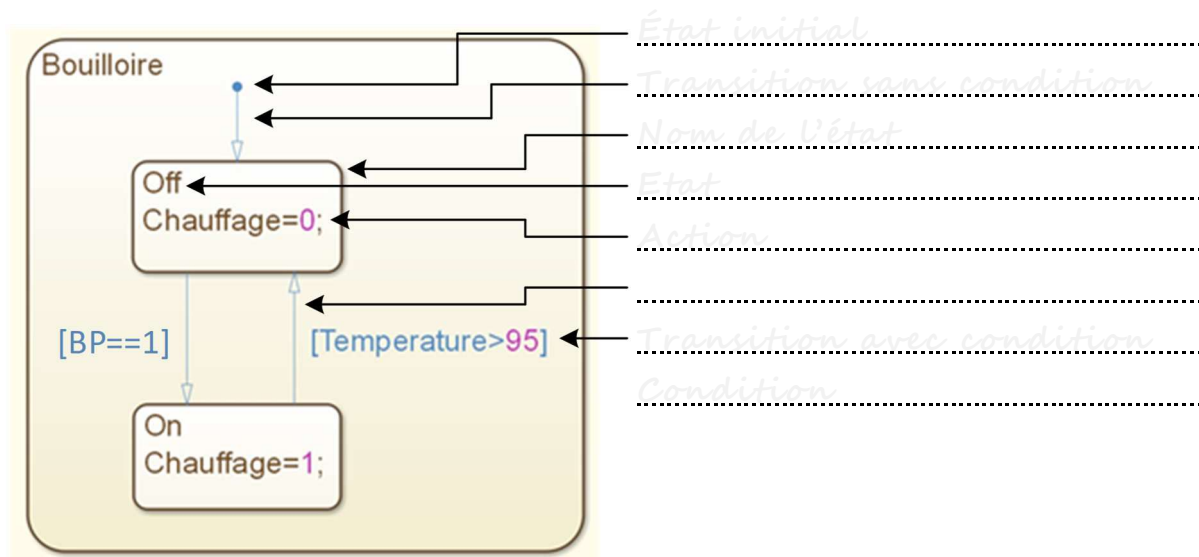 État initial
Bouilloire
Transition sans condition
Nom de l'état
Off
Etat
Chauffage=0;
Action
[BP==1]
[Temperature>95]
Transition avec condition
Condition
On
Chauffage=1;